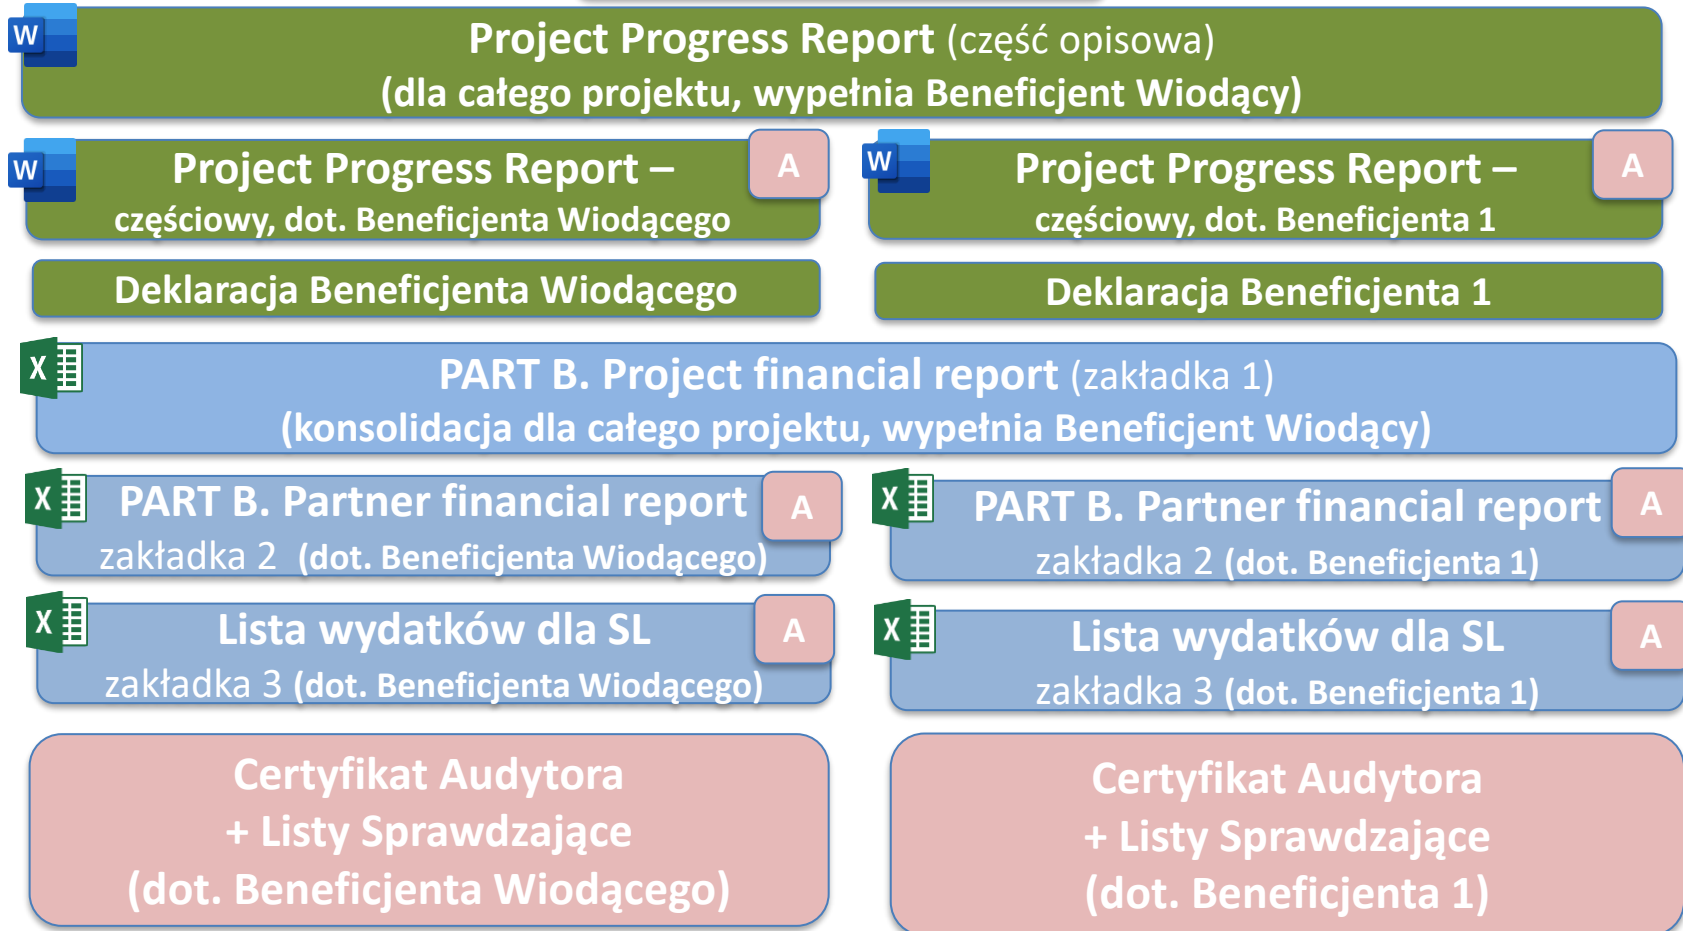 W
Project Progress Report (część opisowa)
(dla całego projektu, wypełnia Beneficjent Wiodący)
W
Project Progress Report –
A
częściowy, dot. Beneficjenta Wiodącego
W
Project Progress Report –
A
częściowy, dot. Beneficjenta 1
Deklaracja Beneficjenta Wiodącego
Deklaracja Beneficjenta 1
X
PART B. Project financial report (zakładka 1)
(konsolidacja dla całego projektu, wypełnia Beneficjent Wiodący)
X
PART B. Partner financial report
A
zakładka 2 (dot. Beneficjenta Wiodącego)
X
PART B. Partner financial report
A
zakładka 2 (dot. Beneficjenta 1)
X
Lista wydatków dla SL
A
zakładka 3 (dot. Beneficjenta Wiodącego)
X
Lista wydatków dla SL
A
zakładka 3 (dot. Beneficjenta 1)
Certyfikat Audytora
+ Listy Sprawdzające
(dot. Beneficjenta Wiodącego)
Certyfikat Audytora
+ Listy Sprawdzające
(dot. Beneficjenta 1)